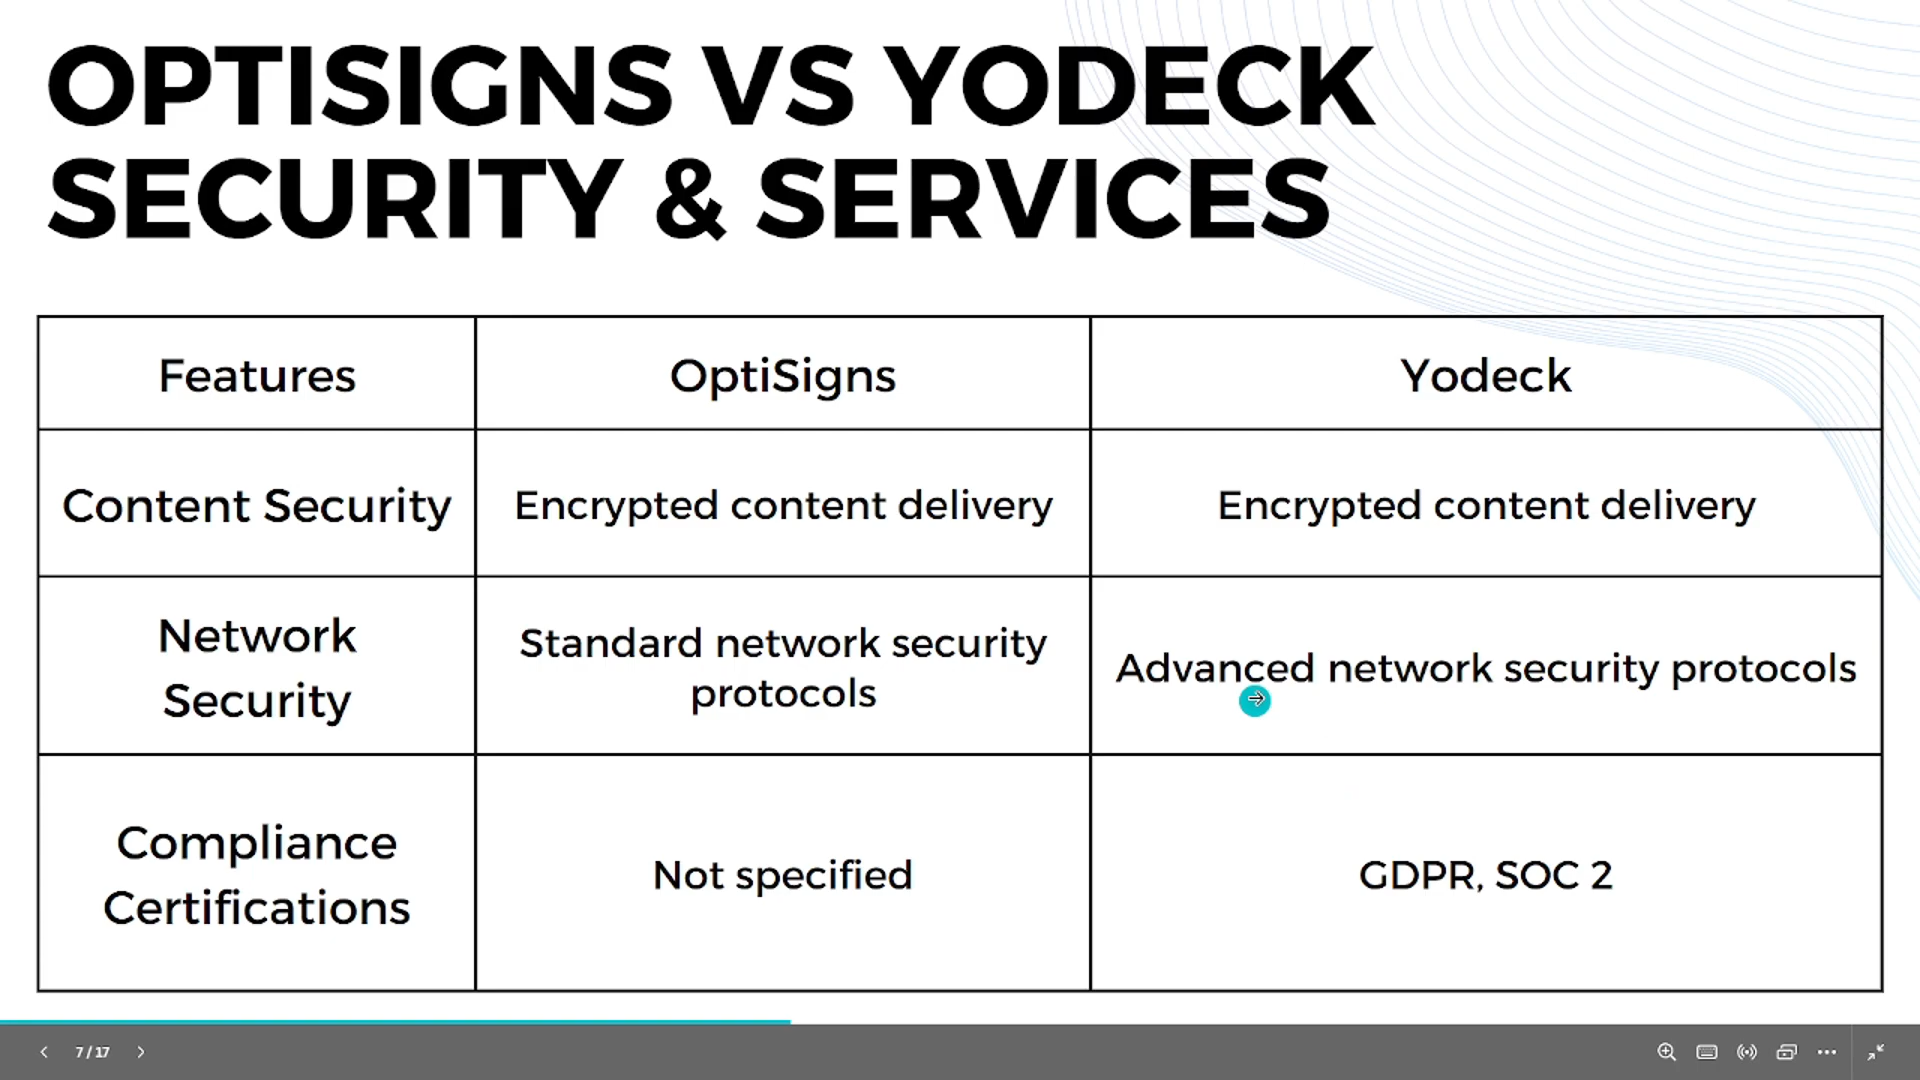 OPTISIGNS VS YODECK
SECURITY & SERVICES
Features
OptiSigns
Yodeck
Content Security
Encrypted content delivery
Encrypted content delivery
Network
Security
Standard network security
protocols
Advanced network security protocols
Compliance
Certifications
Not specified
GDPR, SOC 2
7 / 17